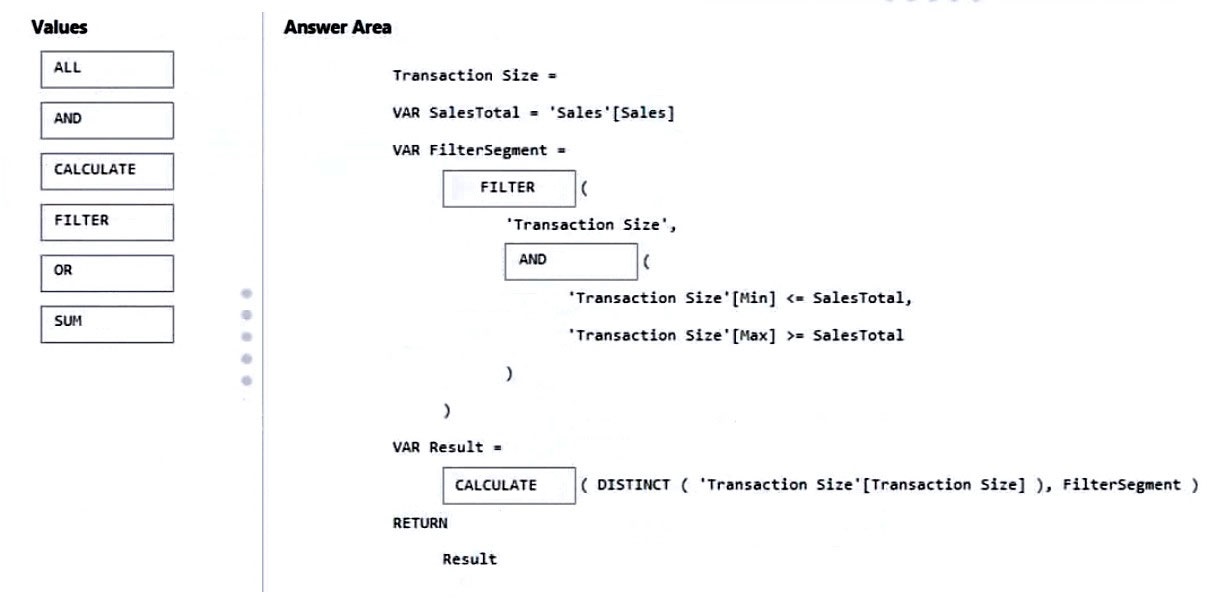 Values
ALL
AND
CALCULATE
FILTER
OR
SUM
Answer Area
Transaction Size =
VAR SalesTotal = 'Sales'[Sales]
VAR FilterSegment =
FILTER (
'Transaction Size',
AND (
'Transaction Size'[Min] <= SalesTotal,
'Transaction Size'[Max] >= SalesTotal
)
)
VAR Result =
CALCULATE ( DISTINCT ( 'Transaction Size'[Transaction Size] ), FilterSegment )
RETURN
Result